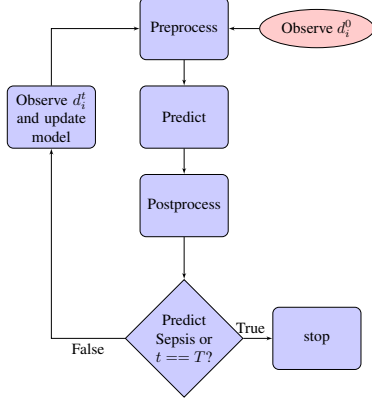 Preprocess
Observe $d_i^0$
Observe $d_i^t$
and update
model
Predict
Postprocess
Predict
Sepsis or
$t == T?$
True
stop
False